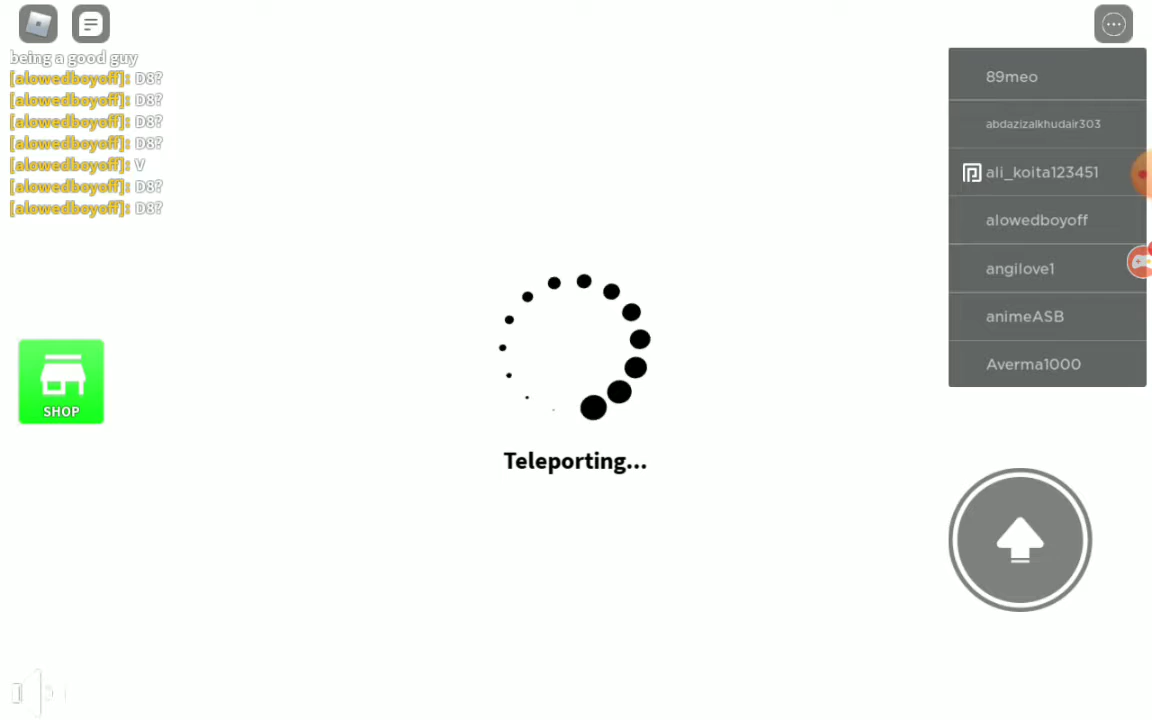 being a good guy
[alowedboyoff]: D8?
[alowedboyoff]: D8?
[alowedboyoff]: D8?
[alowedboyoff]: D8?
[alowedboyoff]: V
[alowedboyoff]: D8?
[alowedboyoff]: D8?
89meo
abdazizalkhudair303
ali_koita123451
alowedboyoff
angilove1
animeASB
Averma1000
SHOP
Teleporting...